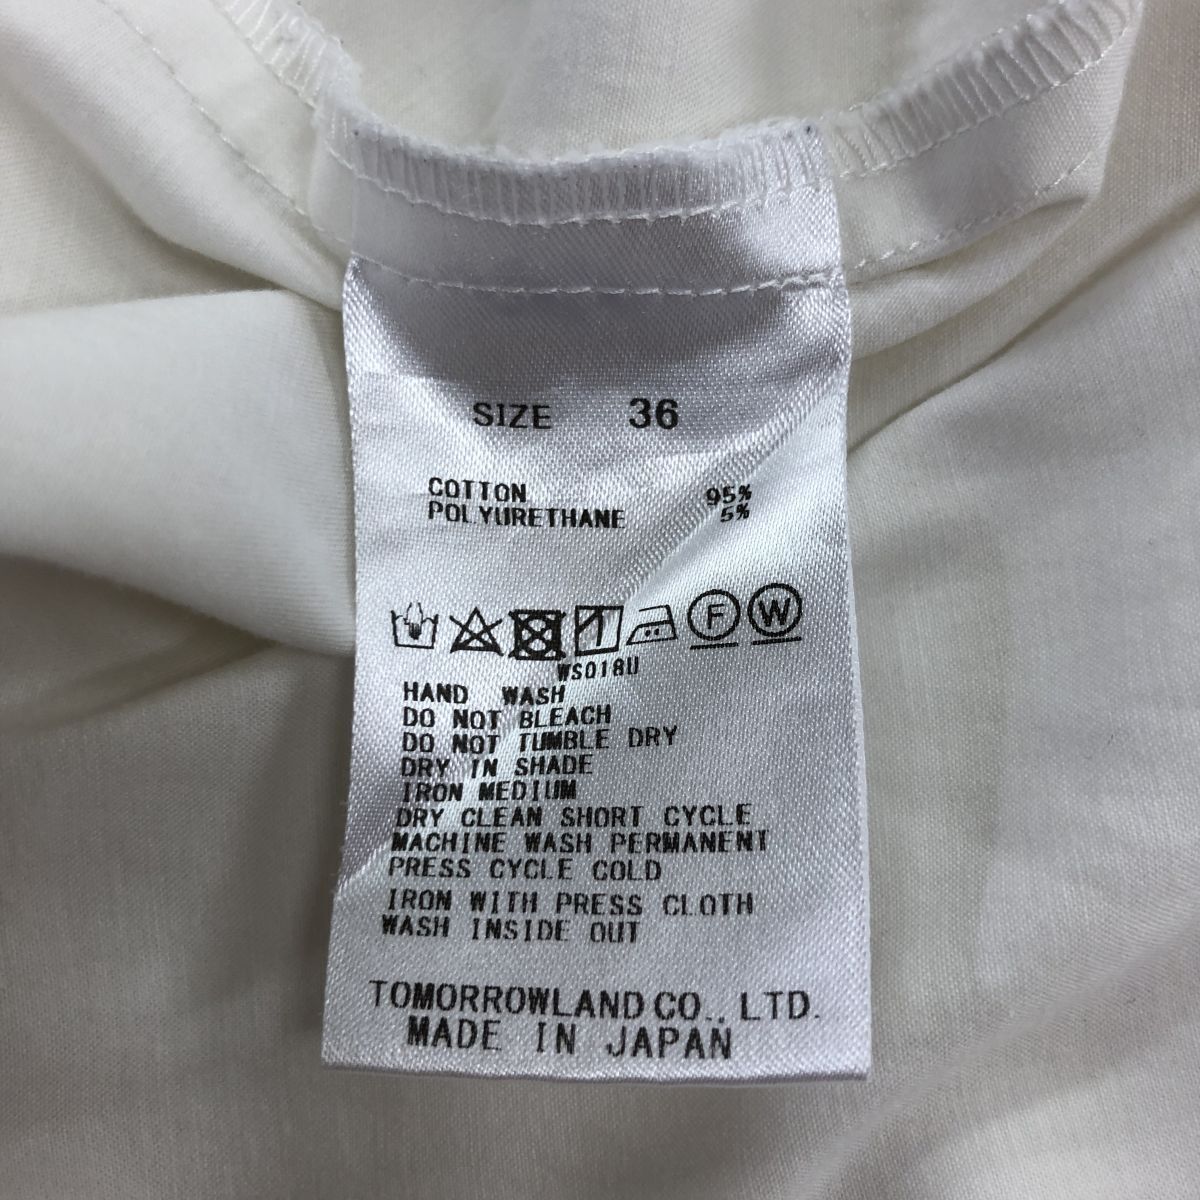 SIZE 36
COTTON 95%
POLYURETHANE 5%
F W
WS018U
HAND WASH
DO NOT BLEACH
DO NOT TUMBLE DRY
DRY IN SHADE
IRON MEDIUM
DRY CLEAN SHORT CYCLE
MACHINE WASH PERMANENT
PRESS CYCLE COLD
IRON WITH PRESS CLOTH
WASH INSIDE OUT
TOMORROWLAND CO., LTD.
MADE IN JAPAN